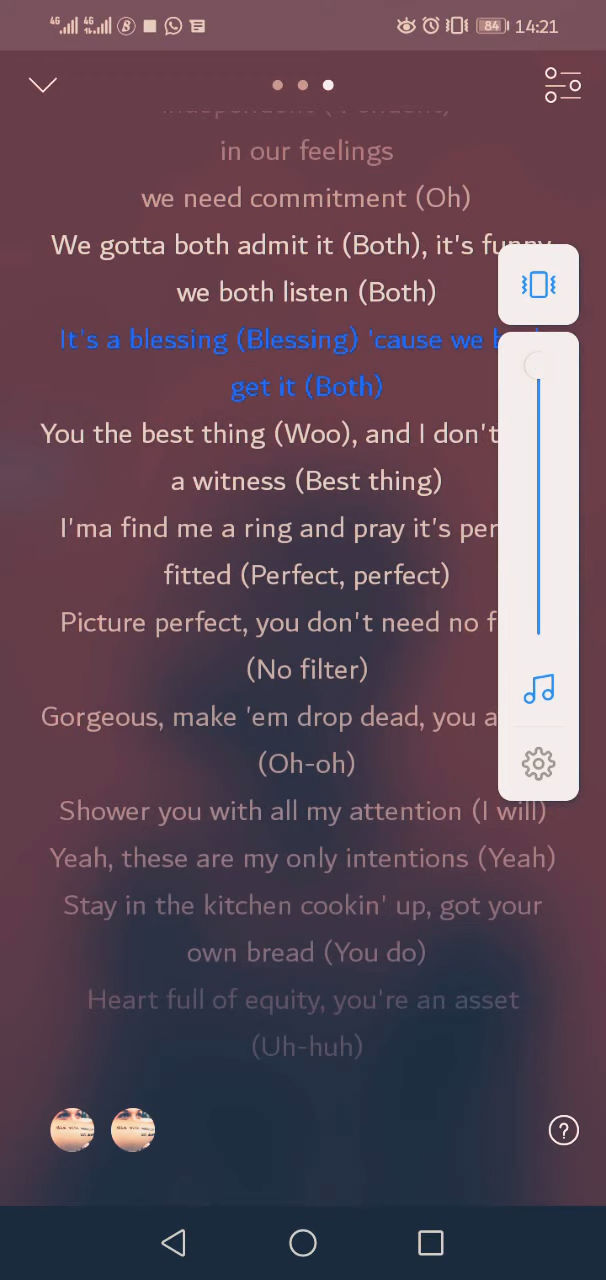 4G 4G 84 14:21
in our feelings
we need commitment (Oh)
We gotta both admit it (Both), it's funny
we both listen (Both)
It's a blessing (Blessing) 'cause we
get it (Both)
You the best thing (Woo), and I don't
a witness (Best thing)
I'ma find me a ring and pray it's per
fitted (Perfect, perfect)
Picture perfect, you don't need no f
(No filter)
Gorgeous, make 'em drop dead, you a
(Oh-oh)
Shower you with all my attention (I will)
Yeah, these are my only intentions (Yeah)
Stay in the kitchen cookin' up, got your
own bread (You do)
Heart full of equity, you're an asset
(Uh-huh)